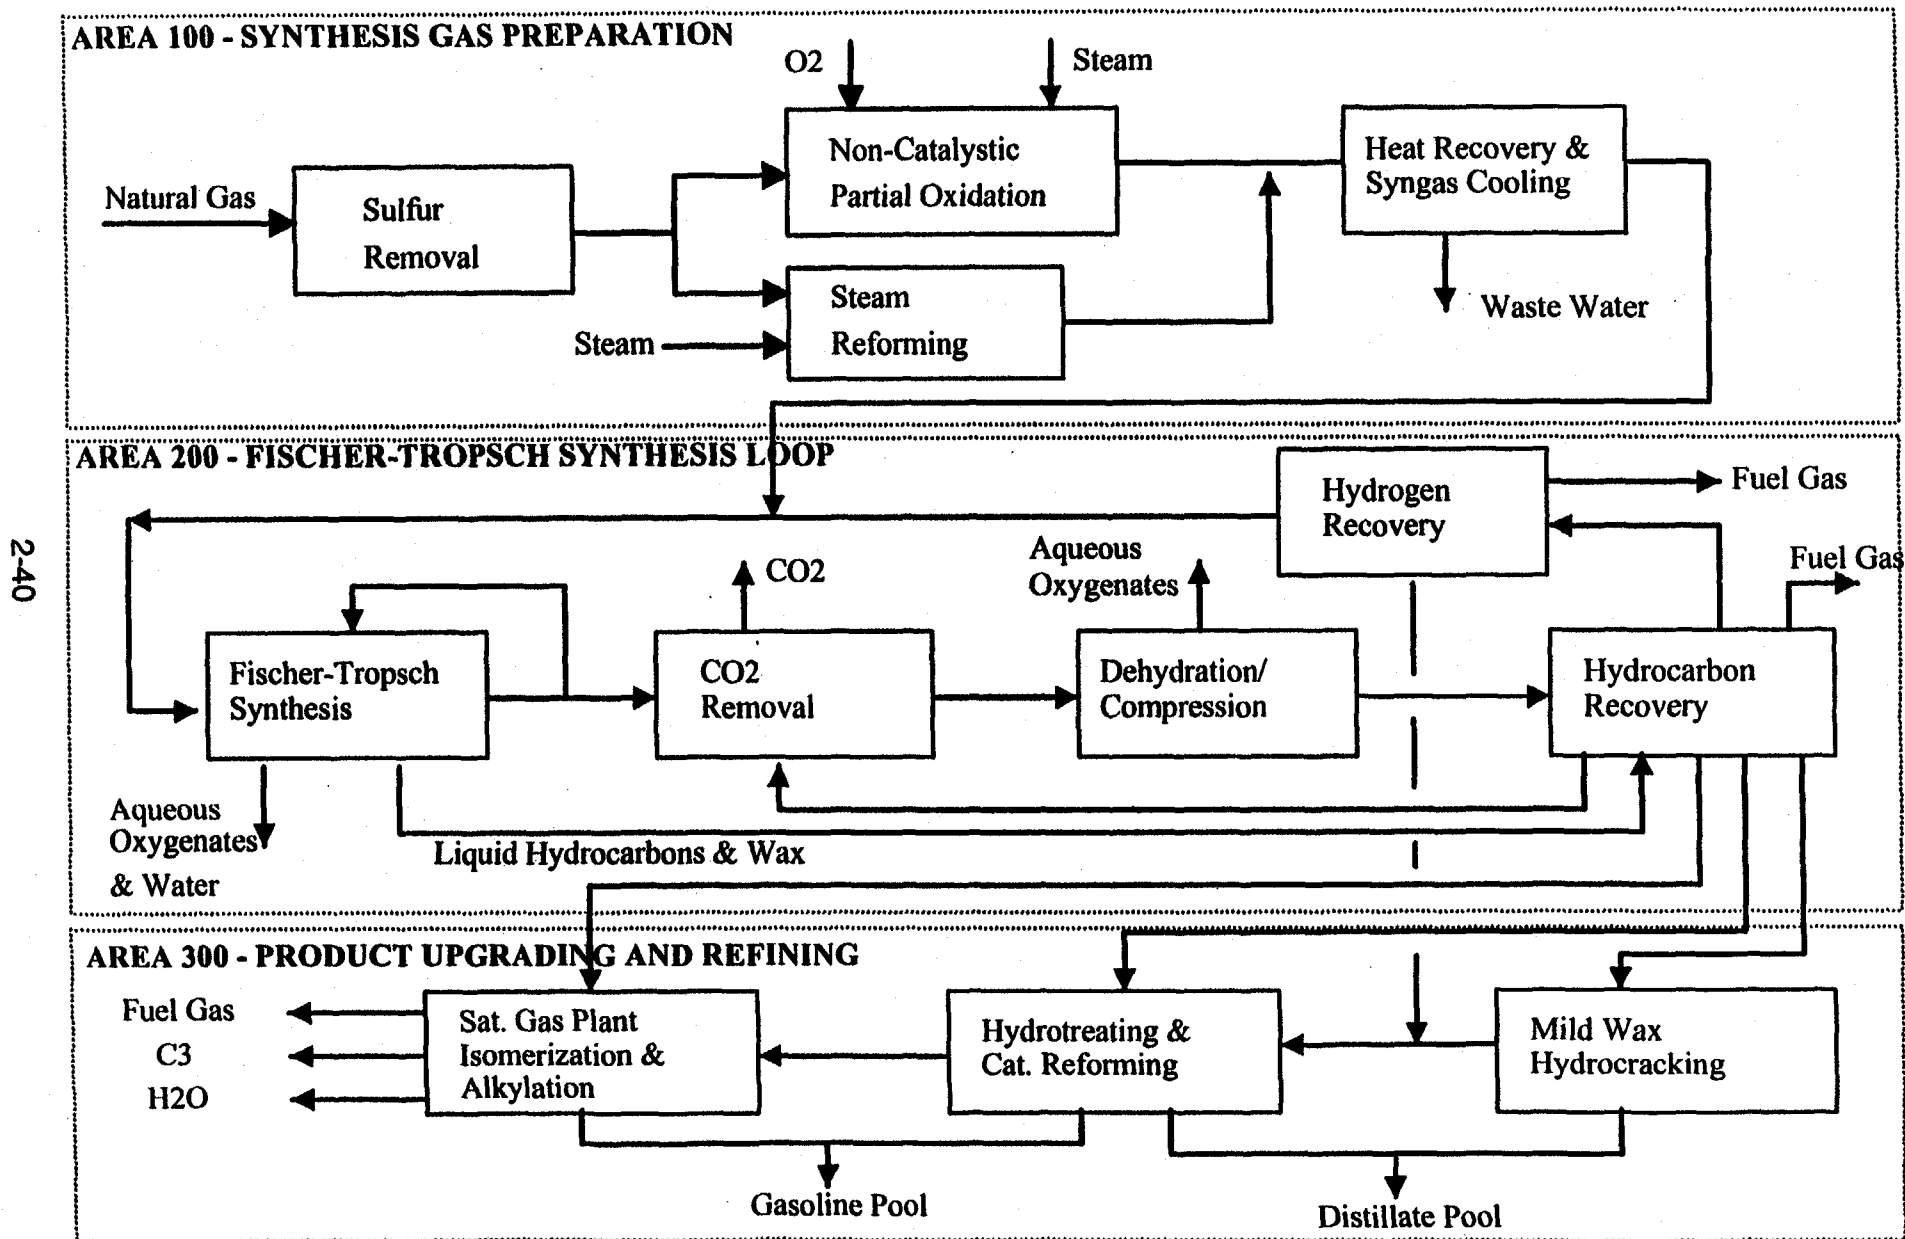 AREA 100 - SYNTHESIS GAS PREPARATION
O2
Steam
Natural Gas
Sulfur
Removal
Non-Catalystic
Partial Oxidation
Heat Recovery &
Syngas Cooling
Steam
Reforming
Steam
Waste Water
AREA 200 - FISCHER-TROPSCH SYNTHESIS LOOP
Hydrogen
Recovery
Fuel Gas
Fuel Gas
CO2
Aqueous
Oxygenates
Fischer-Tropsch
Synthesis
CO2
Removal
Dehydration/
Compression
Hydrocarbon
Recovery
Aqueous
Oxygenates
& Water
Liquid Hydrocarbons & Wax
2-40
AREA 300 - PRODUCT UPGRADING AND REFINING
Fuel Gas
C3
H2O
Sat. Gas Plant
Isomerization &
Alkylation
Hydrotreating &
Cat. Reforming
Mild Wax
Hydrocracking
Gasoline Pool
Distillate Pool